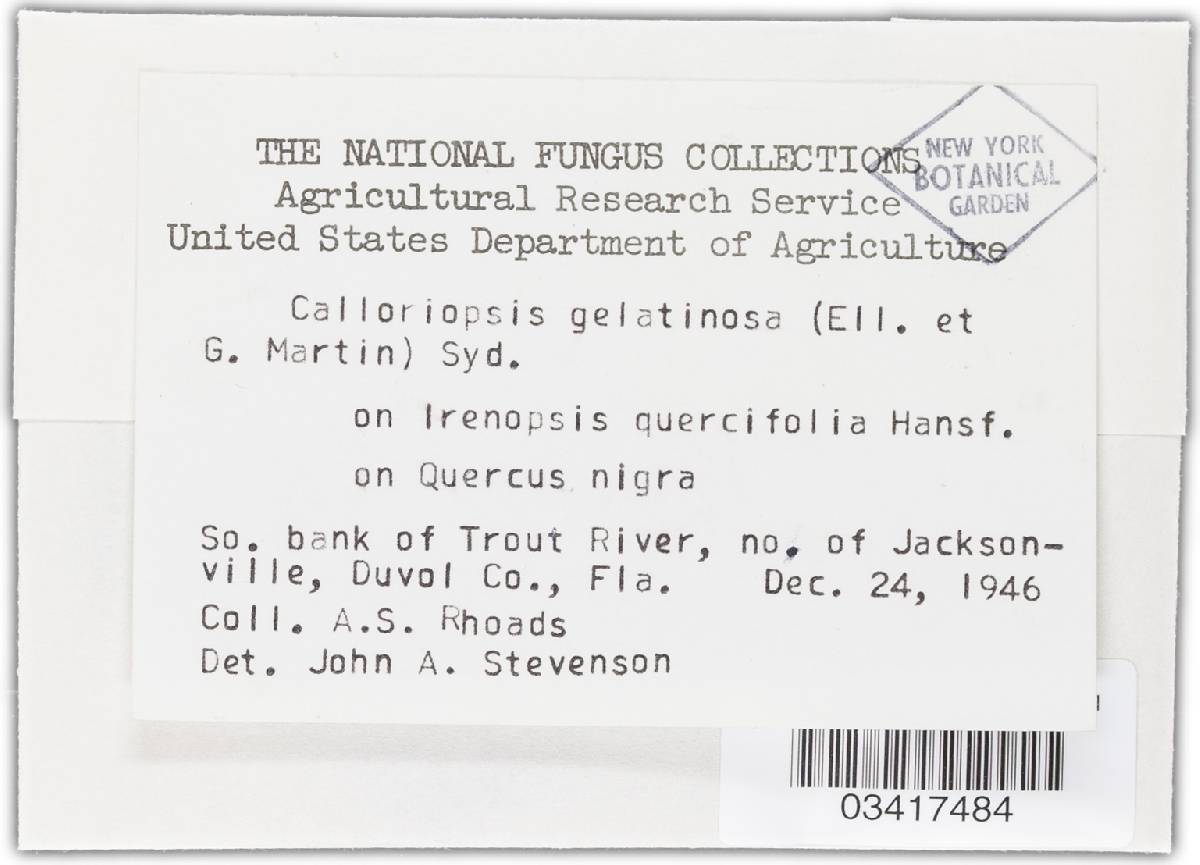 THE NATIONAL FUNGUS COLLECTIONS
Agricultural Research Service
United States Department of Agriculture
NEW YORK
BOTANICAL
GARDEN
Calloriopsis gelatinosa (Ell. et
G. Martin) Syd.
on Irenopsis quercifolia Hansf.
on Quercus nigra
So. bank of Trout River, no. of Jackson-
ville, Duvol Co., Fla. Dec. 24, 1946
Coll. A.S. Rhoads
Det. John A. Stevenson
03417484